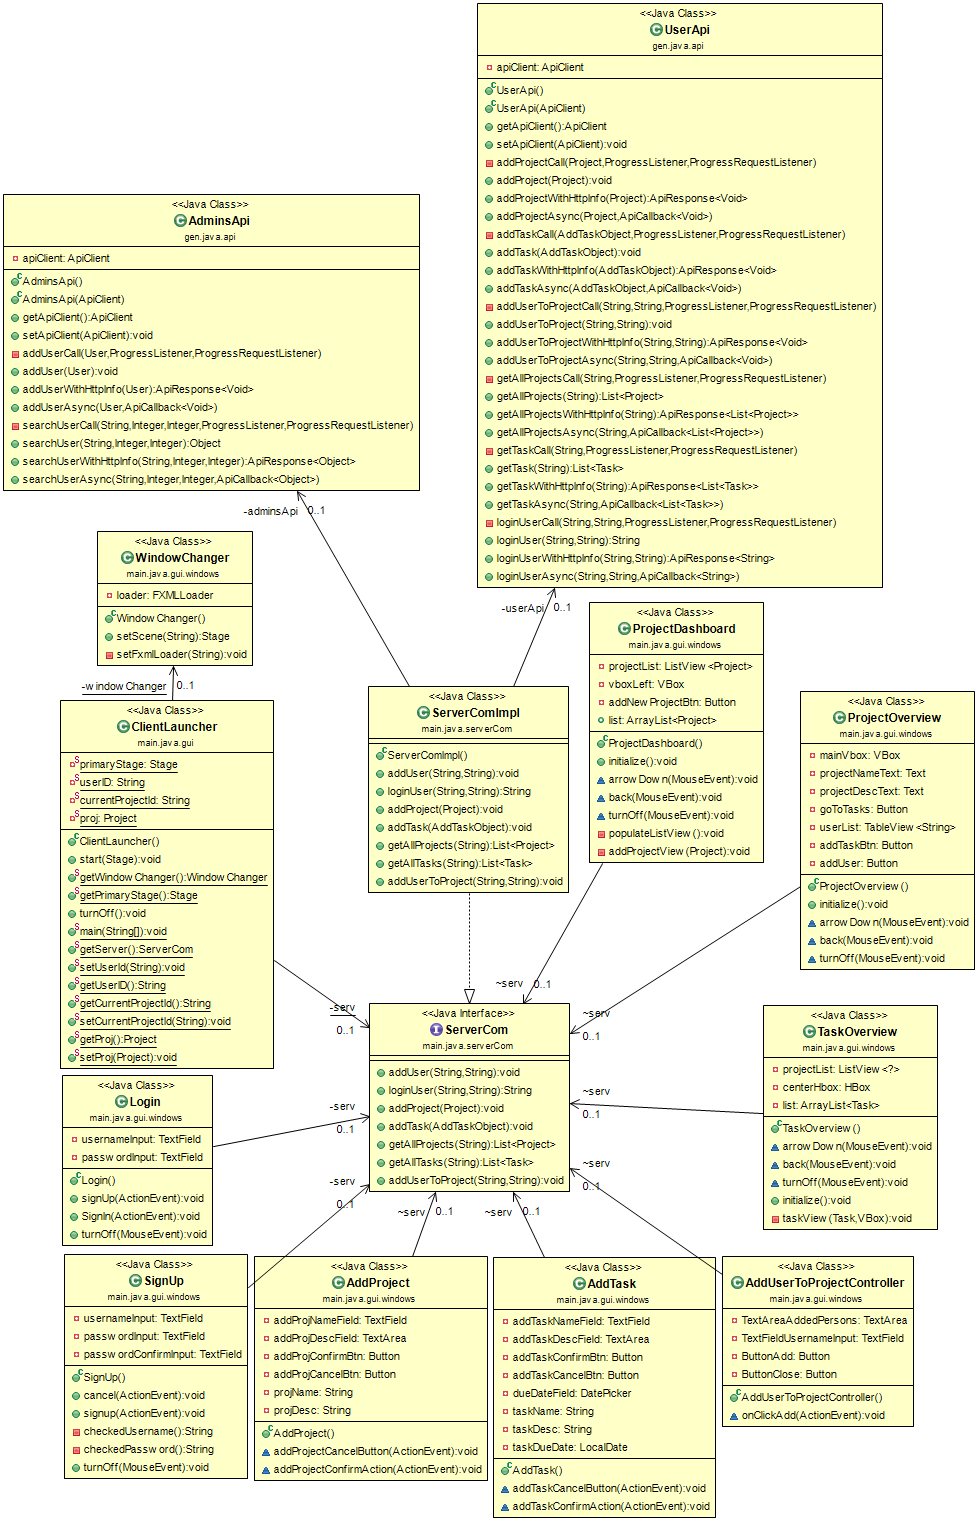 <<Java Class>>
UserApi
gen.java.api
apiClient: ApiClient
UserApi()
UserApi(ApiClient)
getApiClient():ApiClient
setApiClient(ApiClient):void
addProjectCall(Project,ProgressListener,ProgressRequestListener)
addProject(Project):void
addProjectWithHttpInfo(Project):ApiResponse<Void>
addProjectAsync(Project,ApiCallback<Void>)
addTaskCall(AddTaskObject,ProgressListener,ProgressRequestListener)
addTask(AddTaskObject):void
addTaskWithHttpInfo(AddTaskObject):ApiResponse<Void>
addTaskAsync(AddTaskObject,ApiCallback<Void>)
addUserToProjectCall(String,String,ProgressListener,ProgressRequestListener)
addUserToProject(String,String):void
addUserToProjectWithHttpInfo(String,String):ApiResponse<Void>
addUserToProjectAsync(String,String,ApiCallback<Void>)
getAllProjectsCall(String,ProgressListener,ProgressRequestListener)
getAllProjects(String):List<Project>
getAllProjectsWithHttpInfo(String):ApiResponse<List<Project>>
getAllProjectsAsync(String,ApiCallback<List<Project>>)
getTaskCall(String,ProgressListener,ProgressRequestListener)
getTask(String):List<Task>
getTaskWithHttpInfo(String):ApiResponse<List<Task>>
getTaskAsync(String,ApiCallback<List<Task>>)
loginUserCall(String,String,ProgressListener,ProgressRequestListener)
loginUser(String,String):String
loginUserWithHttpInfo(String,String):ApiResponse<String>
loginUserAsync(String,String,ApiCallback<String>)
<<Java Class>>
AdminsApi
gen.java.api
apiClient: ApiClient
AdminsApi()
AdminsApi(ApiClient)
getApiClient():ApiClient
setApiClient(ApiClient):void
addUserCall(User,ProgressListener,ProgressRequestListener)
addUser(User):void
addUserWithHttpInfo(User):ApiResponse<Void>
addUserAsync(User,ApiCallback<Void>)
searchUserCall(String,Integer,Integer,ProgressListener,ProgressRequestListener)
searchUser(String,Integer,Integer):Object
searchUserWithHttpInfo(String,Integer,Integer):ApiResponse<Object>
searchUserAsync(String,Integer,Integer,ApiCallback<Object>)
-adminsApi 0..1
<<Java Class>>
WindowChanger
main.java.gui.windows
loader: FXMLLoader
WindowChanger()
setScene(String):Stage
setFxmlLoader(String):void
-userApi 0..1
-windowChanger 0..1
<<Java Class>>
ProjectDashboard
main.java.gui.windows
projectList: ListView<Project>
vboxLeft: VBox
addNewProjectBtn: Button
list: ArrayList<Project>
ProjectDashboard()
initialize():void
arrowDown(MouseEvent):void
back(MouseEvent):void
turnOff(MouseEvent):void
populateListView():void
addProjectView(Project):void
<<Java Class>>
ServerComImpl
main.java.serverCom
ServerComImpl()
addUser(String,String):void
loginUser(String,String):String
addProject(Project):void
addTask(AddTaskObject):void
getAllProjects(String):List<Project>
getAllTasks(String):List<Task>
addUserToProject(String,String):void
<<Java Class>>
ProjectOverview
main.java.gui.windows
mainVbox: VBox
projectNameText: Text
projectDescText: Text
goToTasks: Button
userList: TableView<String>
addTaskBtn: Button
addUser: Button
ProjectOverview()
initialize():void
arrowDown(MouseEvent):void
back(MouseEvent):void
turnOff(MouseEvent):void
<<Java Class>>
ClientLauncher
main.java.gui
primaryStage: Stage
userID: String
currentProjectId: String
proj: Project
ClientLauncher()
start(Stage):void
getWindowChanger():WindowChanger
getPrimaryStage():Stage
turnOff():void
main(String[]):void
getServer():ServerCom
setUserId(String):void
getUserID():String
getCurrentProjectId():String
setCurrentProjectId(String):void
getProj():Project
setProj(Project):void
~serv 0..1
-serv
0..1
~serv
0..1
<<Java Interface>>
ServerCom
main.java.serverCom
addUser(String,String):void
loginUser(String,String):String
addProject(Project):void
addTask(AddTaskObject):void
getAllProjects(String):List<Project>
getAllTasks(String):List<Task>
addUserToProject(String,String):void
<<Java Class>>
TaskOverview
main.java.gui.windows
projectList: ListView<?>
centerHbox: HBox
list: ArrayList<Task>
TaskOverview()
arrowDown(MouseEvent):void
back(MouseEvent):void
turnOff(MouseEvent):void
initialize():void
taskView(Task,VBox):void
~serv
0..1
<<Java Class>>
Login
main.java.gui.windows
usernameInput: TextField
passwordInput: TextField
Login()
signUp(ActionEvent):void
SignIn(ActionEvent):void
turnOff(MouseEvent):void
-serv
0..1
-serv
0..1
~serv
0..1
~serv 0..1
~serv 0..1
<<Java Class>>
SignUp
main.java.gui.windows
usernameInput: TextField
passwordInput: TextField
passwordConfirmInput: TextField
SignUp()
cancel(ActionEvent):void
signup(ActionEvent):void
checkedUsername():String
checkedPassword():String
turnOff(MouseEvent):void
<<Java Class>>
AddProject
main.java.gui.windows
addProjNameField: TextField
addProjDescField: TextArea
addProjConfirmBtn: Button
addProjCancelBtn: Button
projName: String
projDesc: String
AddProject()
addProjectCancelButton(ActionEvent):void
addProjectConfirmAction(ActionEvent):void
<<Java Class>>
AddTask
main.java.gui.windows
addTaskNameField: TextField
addTaskDescField: TextArea
addTaskConfirmBtn: Button
addTaskCancelBtn: Button
dueDateField: DatePicker
taskName: String
taskDesc: String
taskDueDate: LocalDate
AddTask()
addTaskCancelButton(ActionEvent):void
addTaskConfirmAction(ActionEvent):void
<<Java Class>>
AddUserToProjectController
main.java.gui.windows
TextAreaAddedPersons: TextArea
TextFieldUsernameInput: TextField
ButtonAdd: Button
ButtonClose: Button
AddUserToProjectController()
onClickAdd(ActionEvent):void